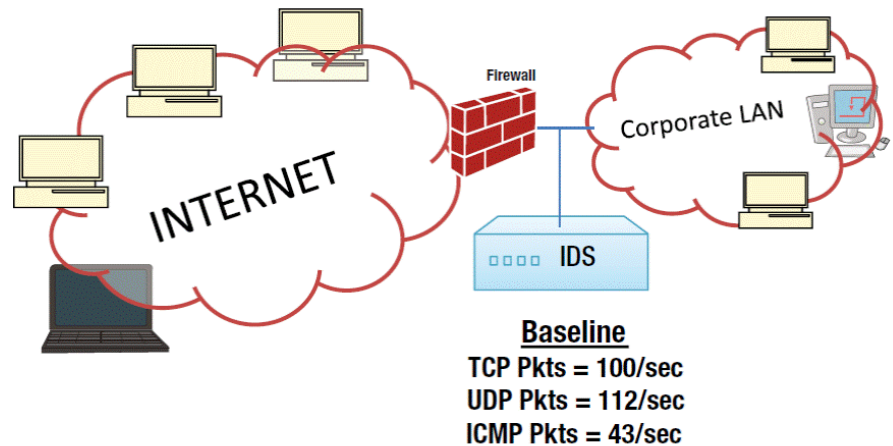 Firewall
INTERNET
Corporate LAN
IDS
Baseline
TCP Pkts = 100/sec
UDP Pkts = 112/sec
ICMP Pkts = 43/sec